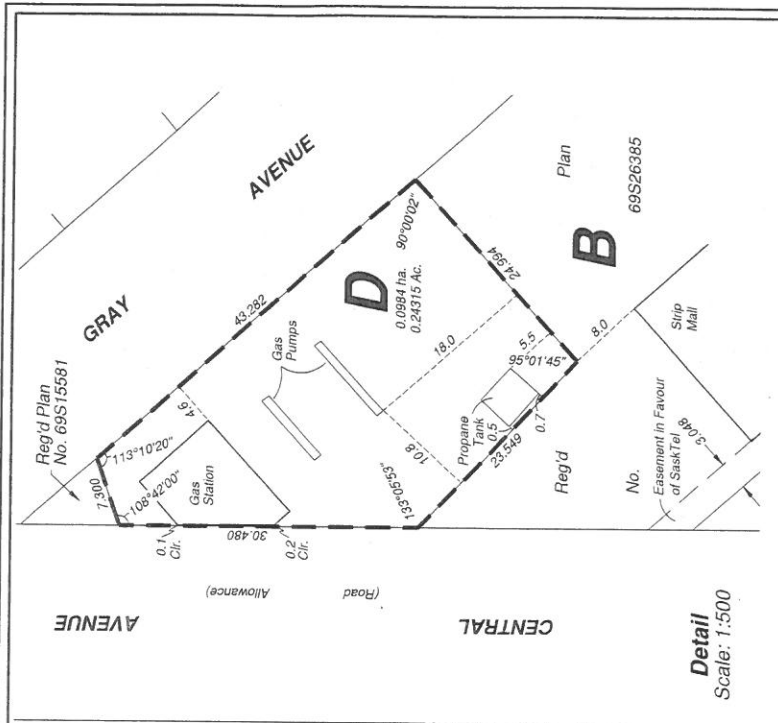 GRAY
AVENUE
Reg'd Plan
No. 69S15581
7.300
113°10'20"
108°42'00"
43.282
4.6
Gas
Station
Gas
Pumps
0.1
Clr.
30.480
0.2
Clr.
D
0.0984 ha.
0.24315 Ac.
90°00'02"
24.994
18.0
10.8
133°05'53"
5.5
95°01'45"
Propane
Tank
0.5
0.7
23.549
8.0
Plan
B
69S26385
Strip
Mall
Reg'd
No.
Easement in Favour
of SaskTel
3.048
AVENUE
(Road
Allowance)
CENTRAL
Detail
Scale: 1:500